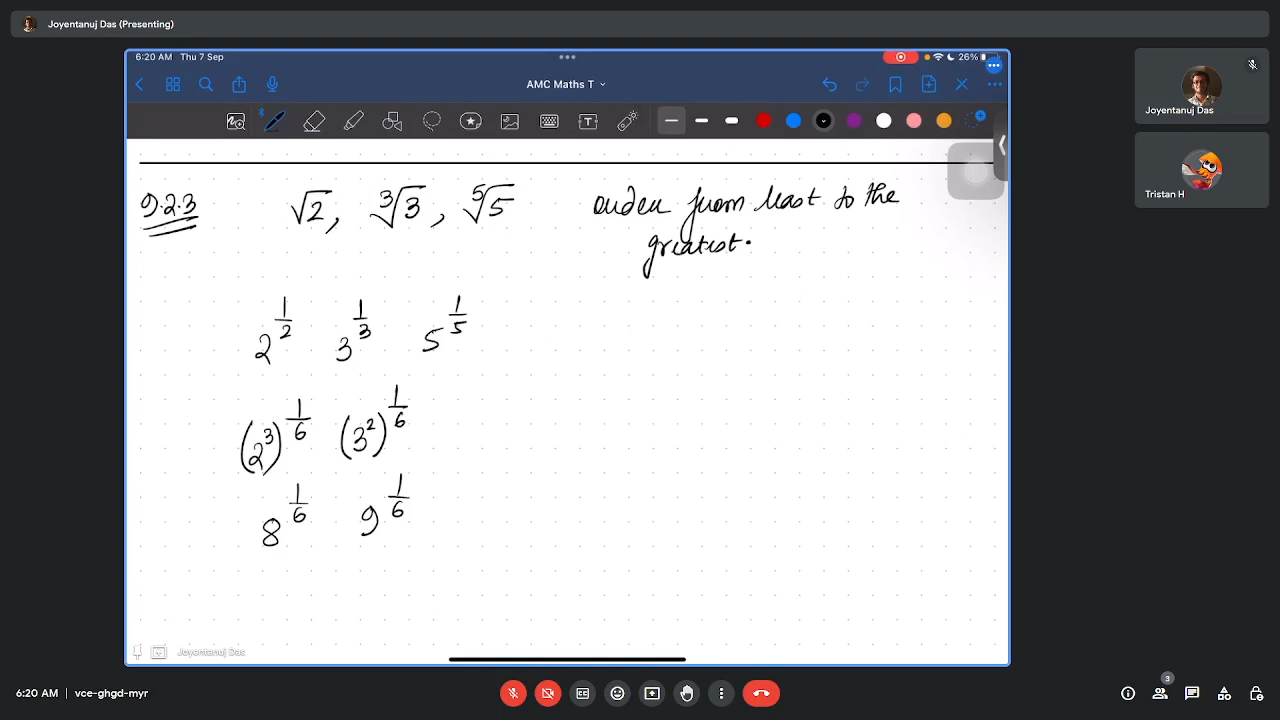 Joyentanuj Das (Presenting)
6:20 AM Thu 7 Sep
26%
AMC Maths T
Joyentanuj Das
Tristan H
9.2.3 √2, ∛3, ⁵√5 order from least to the
greatest.
2^(1/2) 3^(1/3) 5^(1/5)
(2³)^(1/6) (3²)^(1/6)
8^(1/6) 9^(1/6)
Joyentanuj Das
6:20 AM | vce-ghgd-myr
3